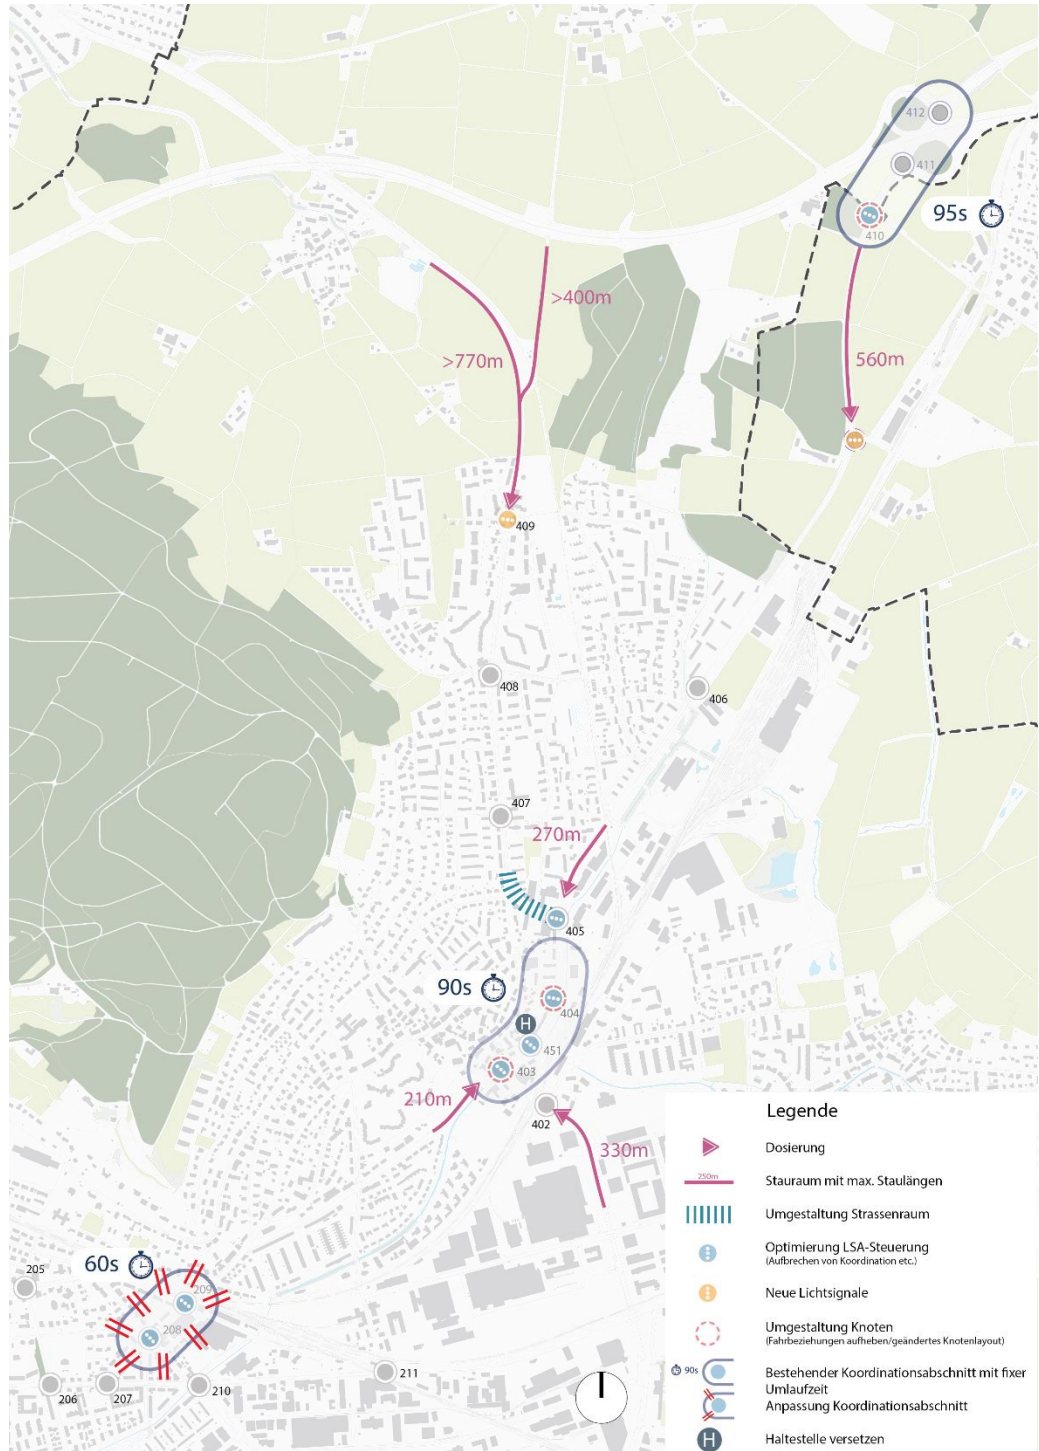 412
411
95s
410
>400m
>770m
560m
409
408
406
407
270m
405
90s
404
H
451
403
210m
402
330m
60s
205
209
208
206
207
210
211
Legende
Dosierung
250m
Stauraum mit max. Staulängen
Umgestaltung Strassenraum
Optimierung LSA-Steuerung
(Aufbrechen von Koordination etc.)
Neue Lichtsignale
Umgestaltung Knoten
(Fahrbeziehungen aufheben/geändertes Knotenlayout)
90s
Bestehender Koordinationsabschnitt mit fixer
Umlaufzeit
Anpassung Koordinationsabschnitt
H
Haltestelle versetzen